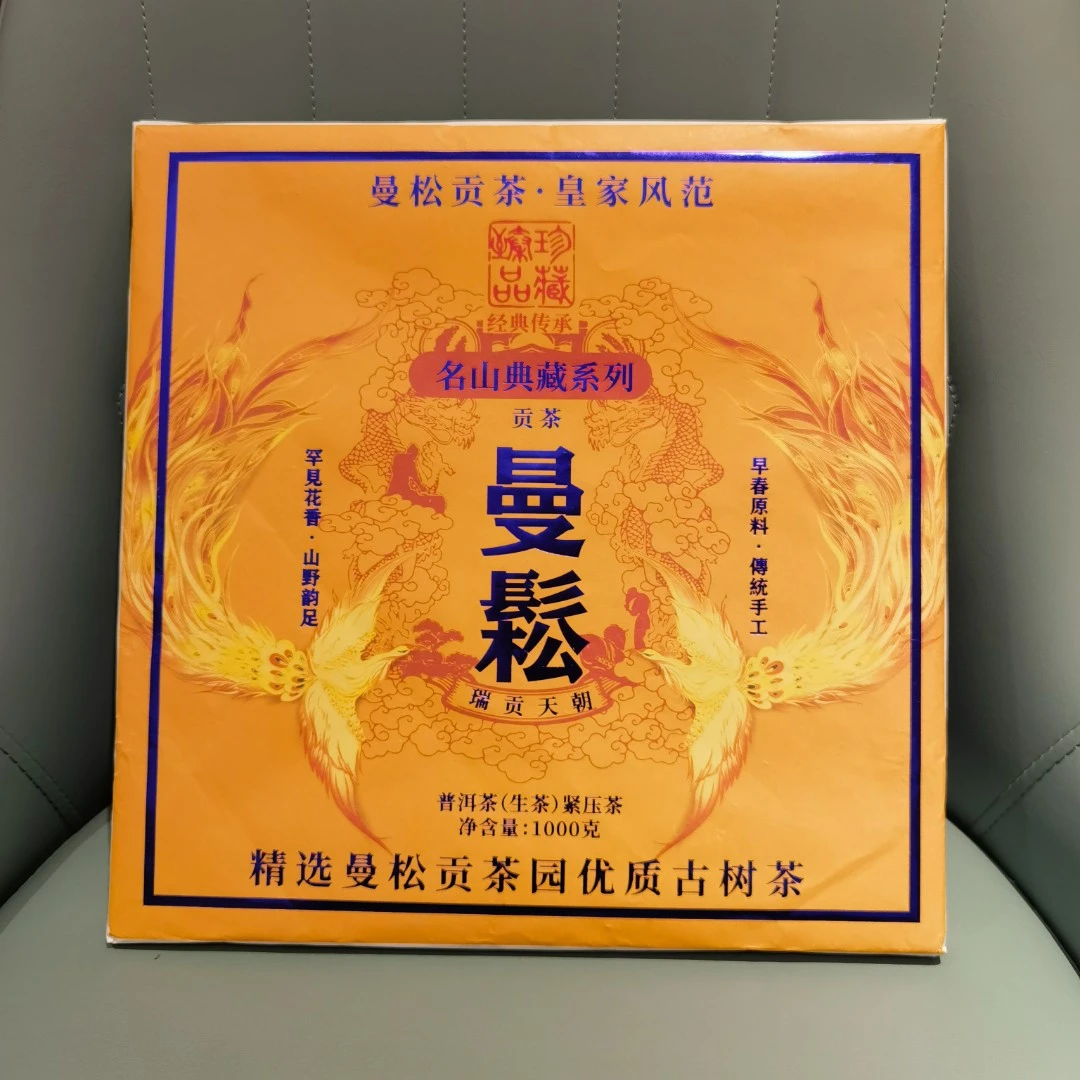 曼松贡茶·皇家风范
臻品
珍藏
经典传承
名山典藏系列
贡茶
曼鬆
罕見花香·山野韵足
早春原料·傳統手工
瑞贡天朝
普洱茶(生茶)紧压茶
净含量:1000克
精选曼松贡茶园优质古树茶